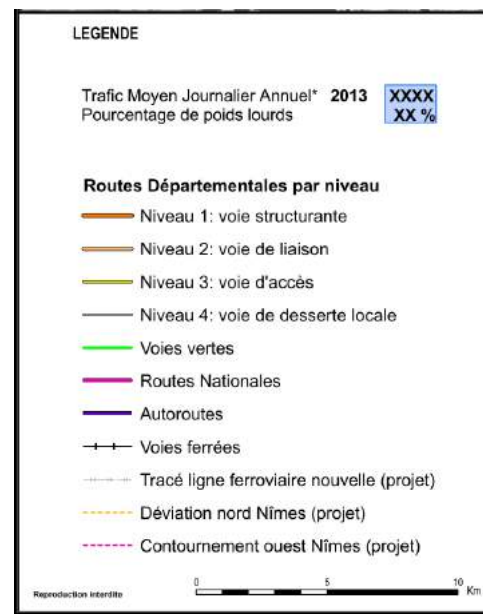 LEGENDE
Trafic Moyen Journalier Annuel* 2013 XXXX
Pourcentage de poids lourds XX %
Routes Départementales par niveau
Niveau 1: voie structurante
Niveau 2: voie de liaison
Niveau 3: voie d'accès
Niveau 4: voie de desserte locale
Voies vertes
Routes Nationales
Autoroutes
Voies ferrées
Tracé ligne ferroviaire nouvelle (projet)
Déviation nord Nîmes (projet)
Contournement ouest Nîmes (projet)
0 5 10
Reproduction interdite Km